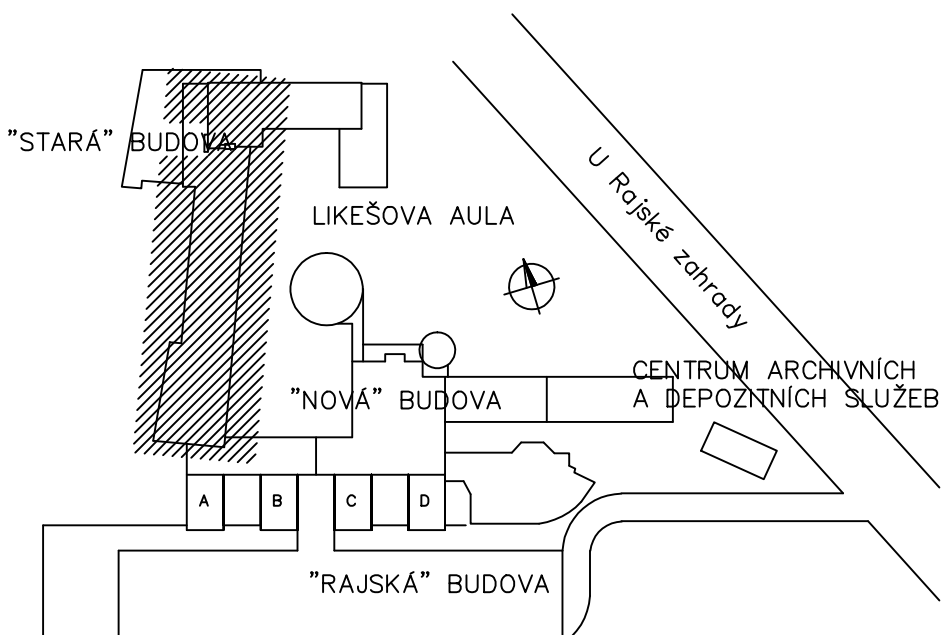 "STARÁ" BUDOVA
U Rajské zahrady
LIKEŠOVA AULA
CENTRUM ARCHIVNÍCH
A DEPOZITNÍCH SLUŽEB
"NOVÁ" BUDOVA
A
B
C
D
"RAJSKÁ" BUDOVA